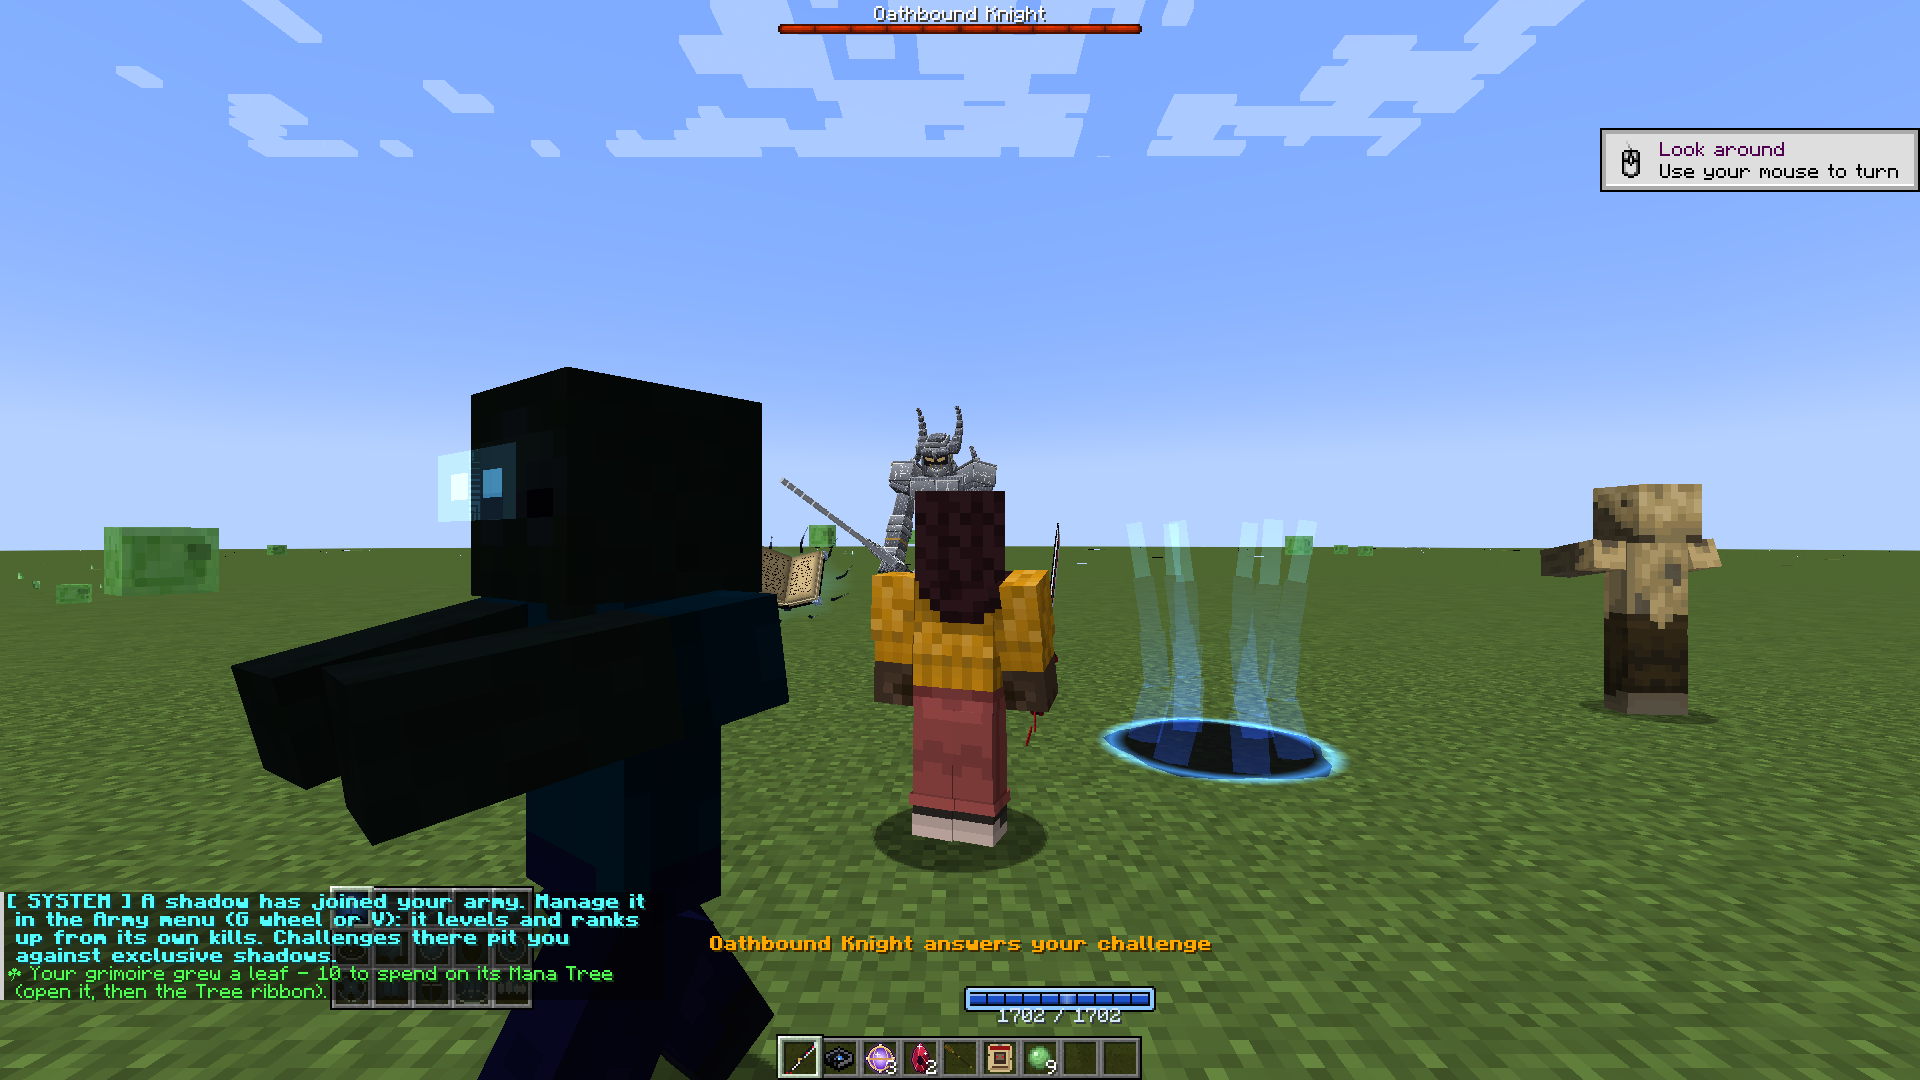 Oathbound Knight
Look around
Use your mouse to turn
[ SYSTEM ] A shadow has joined your army. Manage it
in the Army menu (G wheel or V): it levels and ranks
up from its own kills. Challenges there pit you
against exclusive shadows.
☘ Your grimoire grew a leaf – 10 to spend on its Mana Tree
(open it, then the Tree ribbon).
Oathbound Knight answers your challenge
1702 / 1702
3
2
9